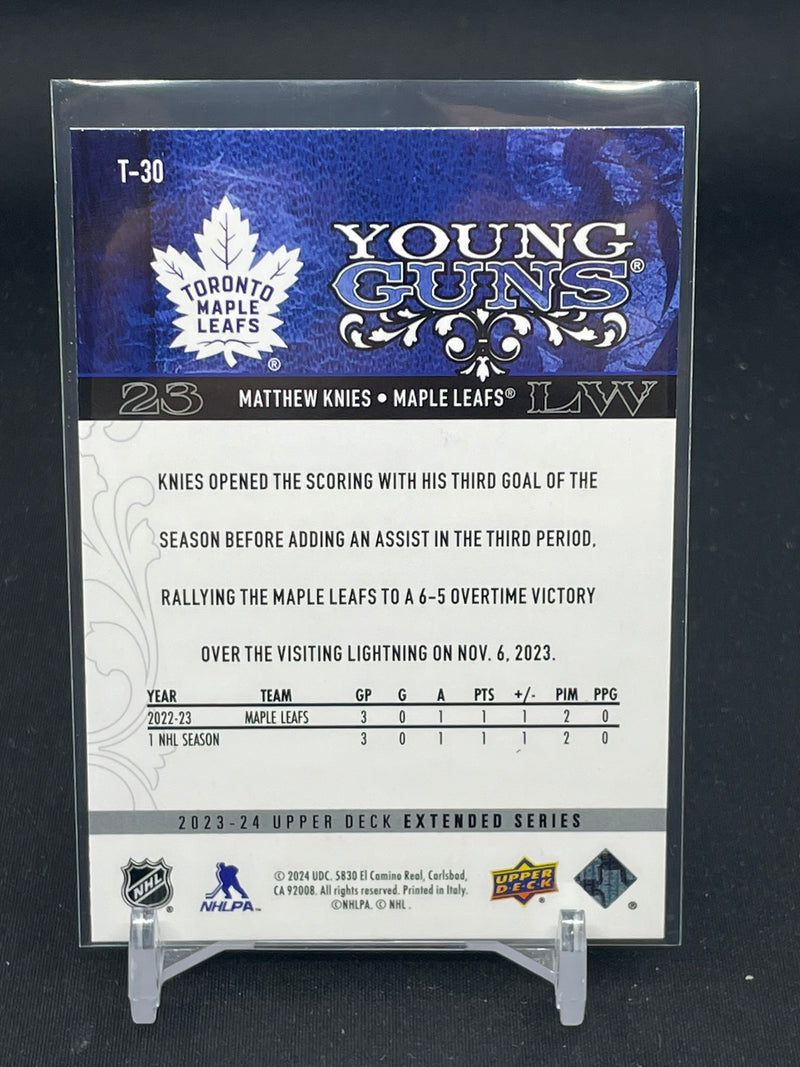 T-30
TORONTO
MAPLE
LEAFS
®
YOUNG
GUNS®
23 MATTHEW KNIES • MAPLE LEAFS® LW
KNIES OPENED THE SCORING WITH HIS THIRD GOAL OF THE
SEASON BEFORE ADDING AN ASSIST IN THE THIRD PERIOD,
RALLYING THE MAPLE LEAFS TO A 6-5 OVERTIME VICTORY
OVER THE VISITING LIGHTNING ON NOV. 6, 2023.
YEAR TEAM GP G A PTS +/- PIM PPG
2022-23 MAPLE LEAFS 3 0 1 1 1 2 0
1 NHL SEASON 3 0 1 1 1 2 0
2023-24 UPPER DECK EXTENDED SERIES
NHL ®
NHLPA™
© 2024 UDC. 5830 El Camino Real, Carlsbad,
CA 92008. All rights reserved. Printed in Italy.
©NHLPA. © NHL.
UPPER
D·E·C·K ®
®